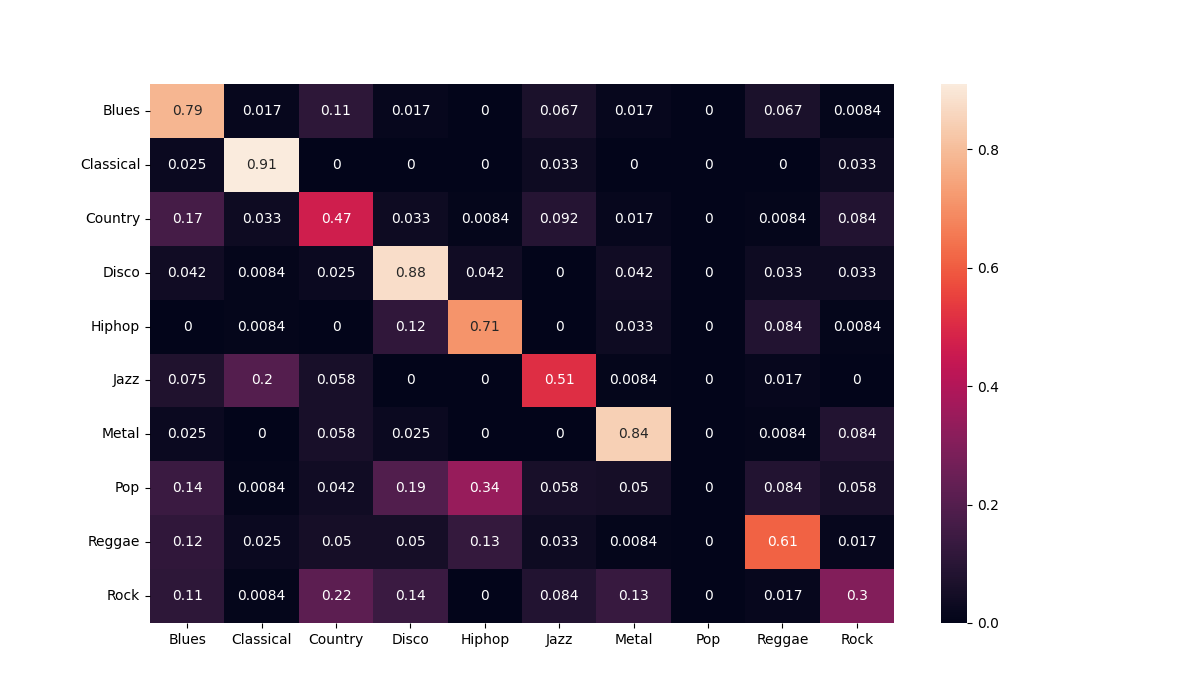 Blues 0.79 0.017 0.11 0.017 0 0.067 0.017 0 0.067 0.0084
Classical 0.025 0.91 0 0 0 0.033 0 0 0 0.033
Country 0.17 0.033 0.47 0.033 0.0084 0.092 0.017 0 0.0084 0.084
Disco 0.042 0.0084 0.025 0.88 0.042 0 0.042 0 0.033 0.033
Hiphop 0 0.0084 0 0.12 0.71 0 0.033 0 0.084 0.0084
Jazz 0.075 0.2 0.058 0 0 0.51 0.0084 0 0.017 0
Metal 0.025 0 0.058 0.025 0 0 0.84 0 0.0084 0.084
Pop 0.14 0.0084 0.042 0.19 0.34 0.058 0.05 0 0.084 0.058
Reggae 0.12 0.025 0.05 0.05 0.13 0.033 0.0084 0 0.61 0.017
Rock 0.11 0.0084 0.22 0.14 0 0.084 0.13 0 0.017 0.3
Blues Classical Country Disco Hiphop Jazz Metal Pop Reggae Rock
0.8
0.6
0.4
0.2
0.0